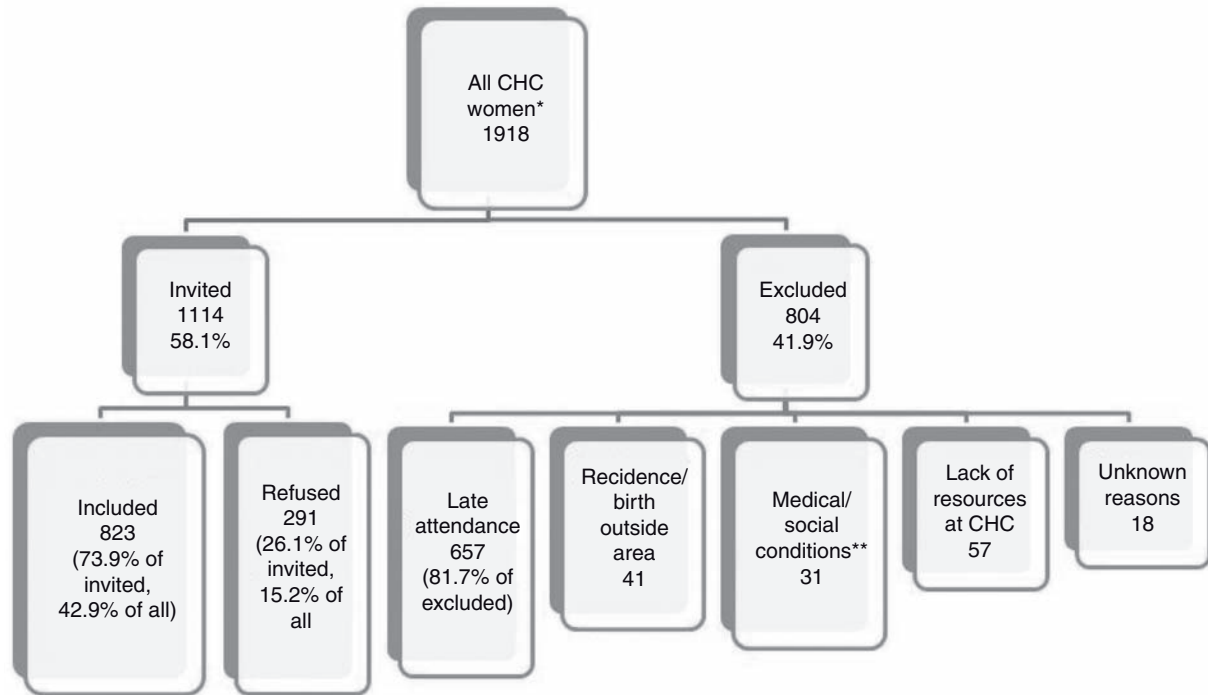 All CHC
women*
1918
Invited
1114
58.1%
Excluded
804
41.9%
Included
823
(73.9% of
invited,
42.9% of all)
Refused
291
(26.1% of
invited,
15.2% of
all
Late
attendance
657
(81.7% of
excluded)
Recidence/
birth
outside
area
41
Medical/
social
conditions**
31
Lack of
resources
at CHC
57
Unknown
reasons
18